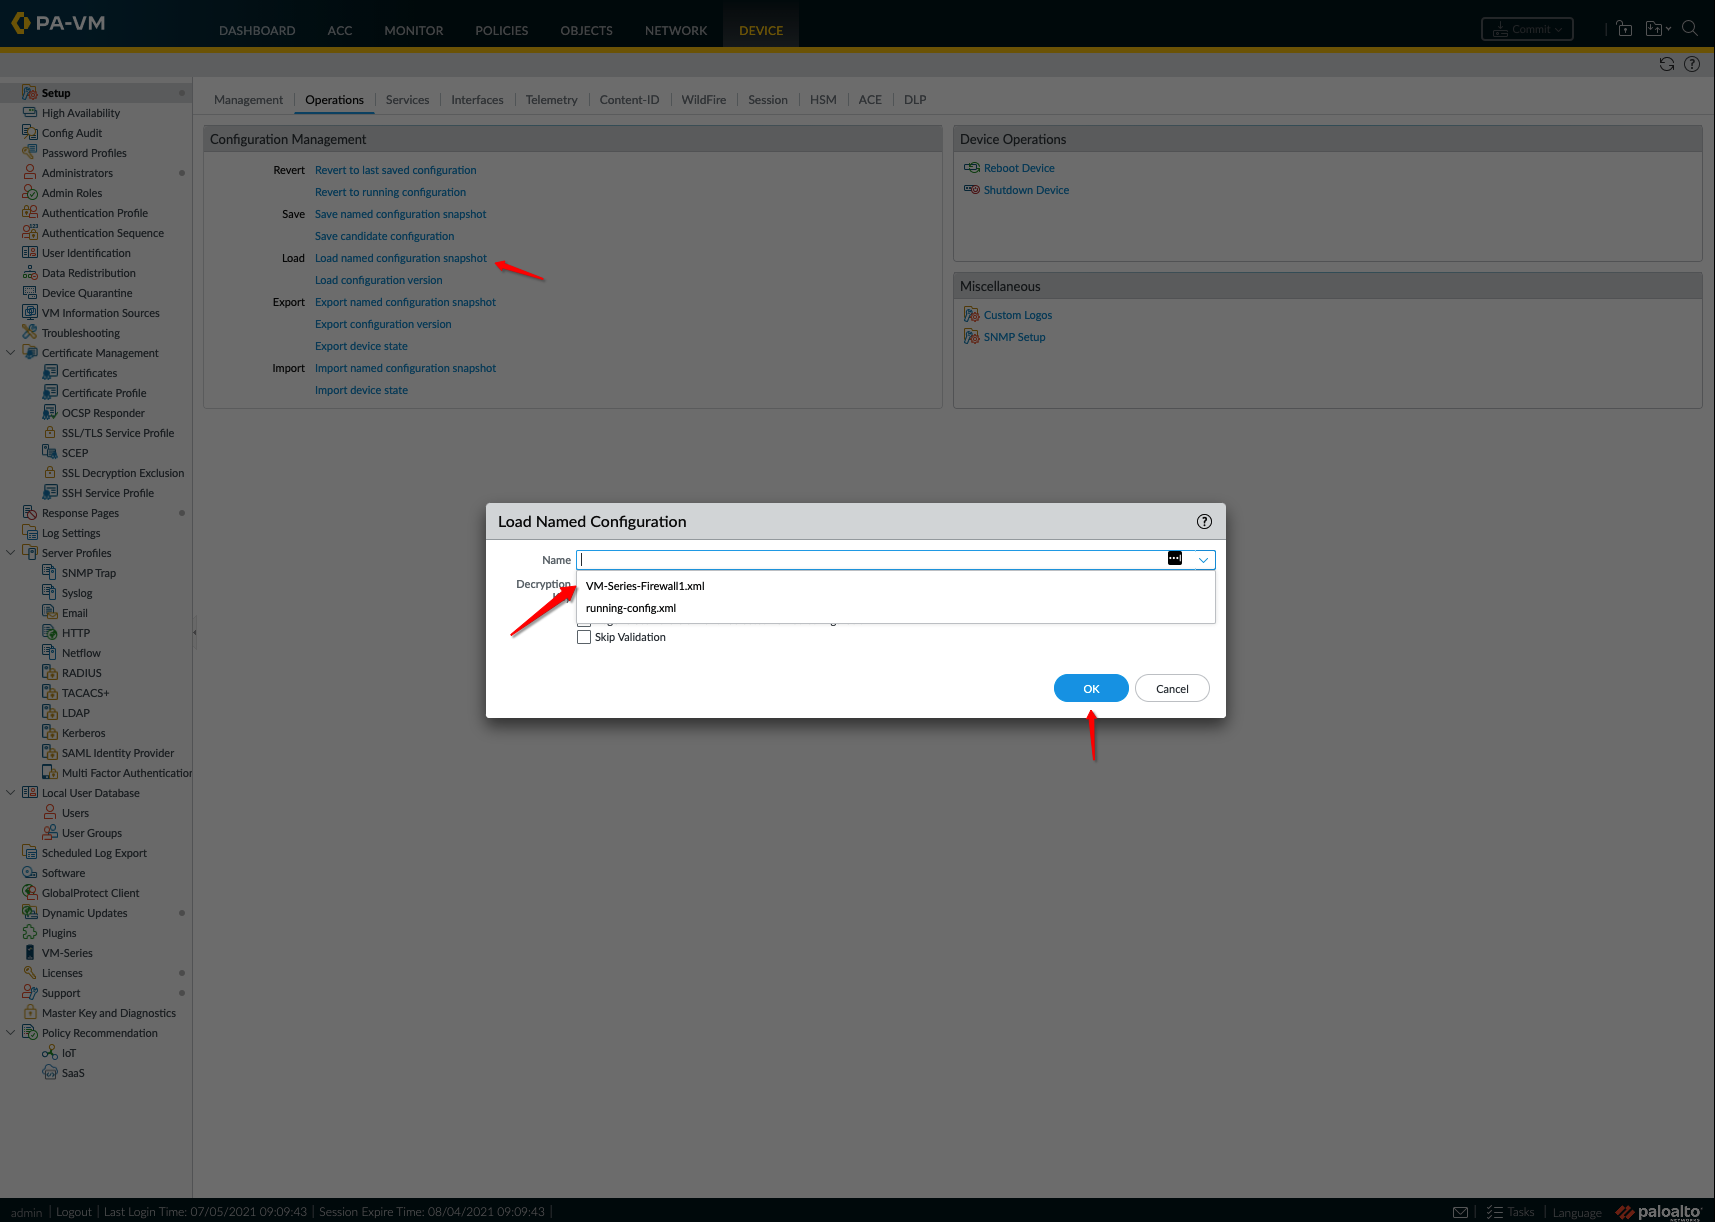 PA-VM
DASHBOARD ACC MONITOR POLICIES OBJECTS NETWORK DEVICE
Commit
Setup
High Availability
Config Audit
Password Profiles
Administrators
Admin Roles
Authentication Profile
Authentication Sequence
User Identification
Data Redistribution
Device Quarantine
VM Information Sources
Troubleshooting
Certificate Management
Certificates
Certificate Profile
OCSP Responder
SSL/TLS Service Profile
SCEP
SSL Decryption Exclusion
SSH Service Profile
Response Pages
Log Settings
Server Profiles
SNMP Trap
Syslog
Email
HTTP
Netflow
RADIUS
TACACS+
LDAP
Kerberos
SAML Identity Provider
Multi Factor Authentication
Local User Database
Users
User Groups
Scheduled Log Export
Software
GlobalProtect Client
Dynamic Updates
Plugins
VM-Series
Licenses
Support
Master Key and Diagnostics
Policy Recommendation
IoT
SaaS
Management Operations Services Interfaces Telemetry Content-ID WildFire Session HSM ACE DLP
Configuration Management
Revert Revert to last saved configuration
Revert to running configuration
Save Save named configuration snapshot
Save candidate configuration
Load Load named configuration snapshot
Load configuration version
Export Export named configuration snapshot
Export configuration version
Export device state
Import Import named configuration snapshot
Import device state
Device Operations
Reboot Device
Shutdown Device
Miscellaneous
Custom Logos
SNMP Setup
Load Named Configuration
Name
Decryption
VM-Series-Firewall1.xml
running-config.xml
Skip Validation
OK Cancel
admin | Logout | Last Login Time: 07/05/2021 09:09:43 | Session Expire Time: 08/04/2021 09:09:43 |
Tasks | Language
paloalto
NETWORKS